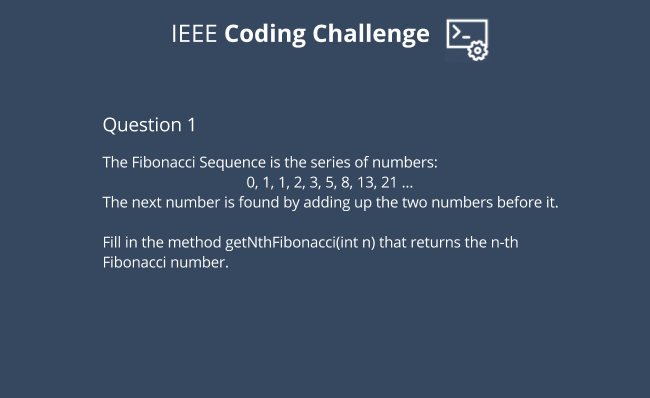 IEEE Coding Challenge
Question 1
The Fibonacci Sequence is the series of numbers:
0, 1, 1, 2, 3, 5, 8, 13, 21 ...
The next number is found by adding up the two numbers before it.
Fill in the method getNthFibonacci(int n) that returns the n-th
Fibonacci number.